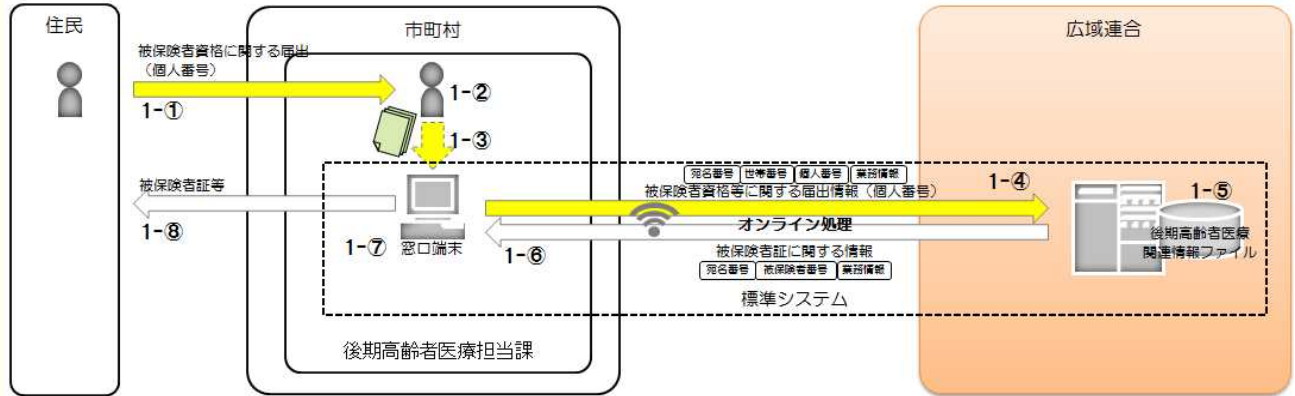 住民
市町村
広域連合
被保険者資格に関する届出
（個人番号）
1-①
1-②
1-③
宛名番号 世帯番号 個人番号 業務情報
被保険者資格等に関する届出情報（個人番号）
1-④
1-⑤
オンライン処理
後期高齢者医療
関連情報ファイル
被保険者証等
1-⑧
1-⑦
窓口端末
1-⑥
被保険者証に関する情報
宛名番号 被保険者番号 業務情報
標準システム
後期高齢者医療担当課